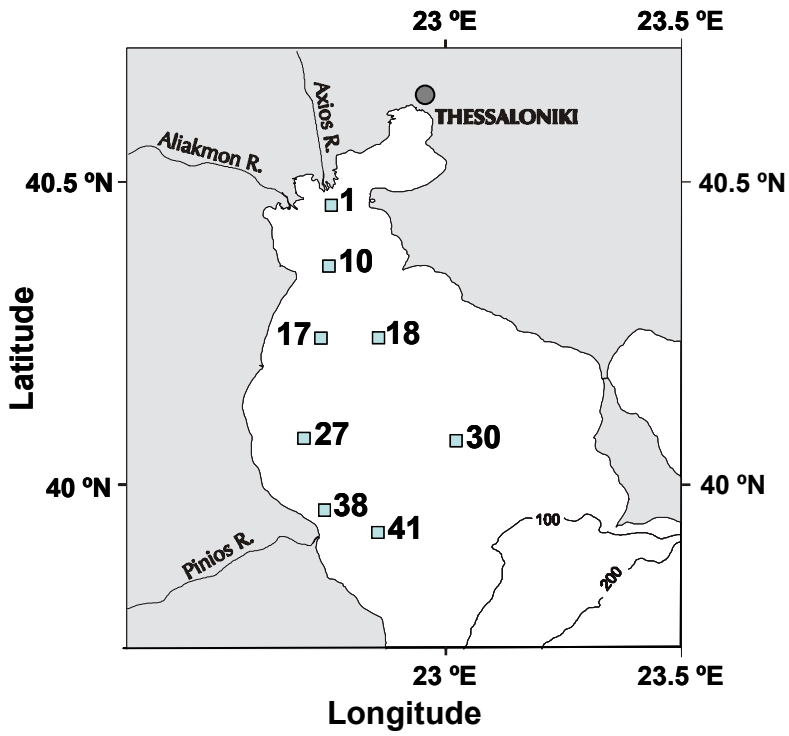 23 ºE 23.5 ºE
THESSALONIKI
Axios R.
Aliakmon R.
40.5 ºN 40.5 ºN
1
10
17 18
27 30
40 ºN 40 ºN
38
41
100
Pinios R.
200
23 ºE 23.5 ºE
Longitude
Latitude